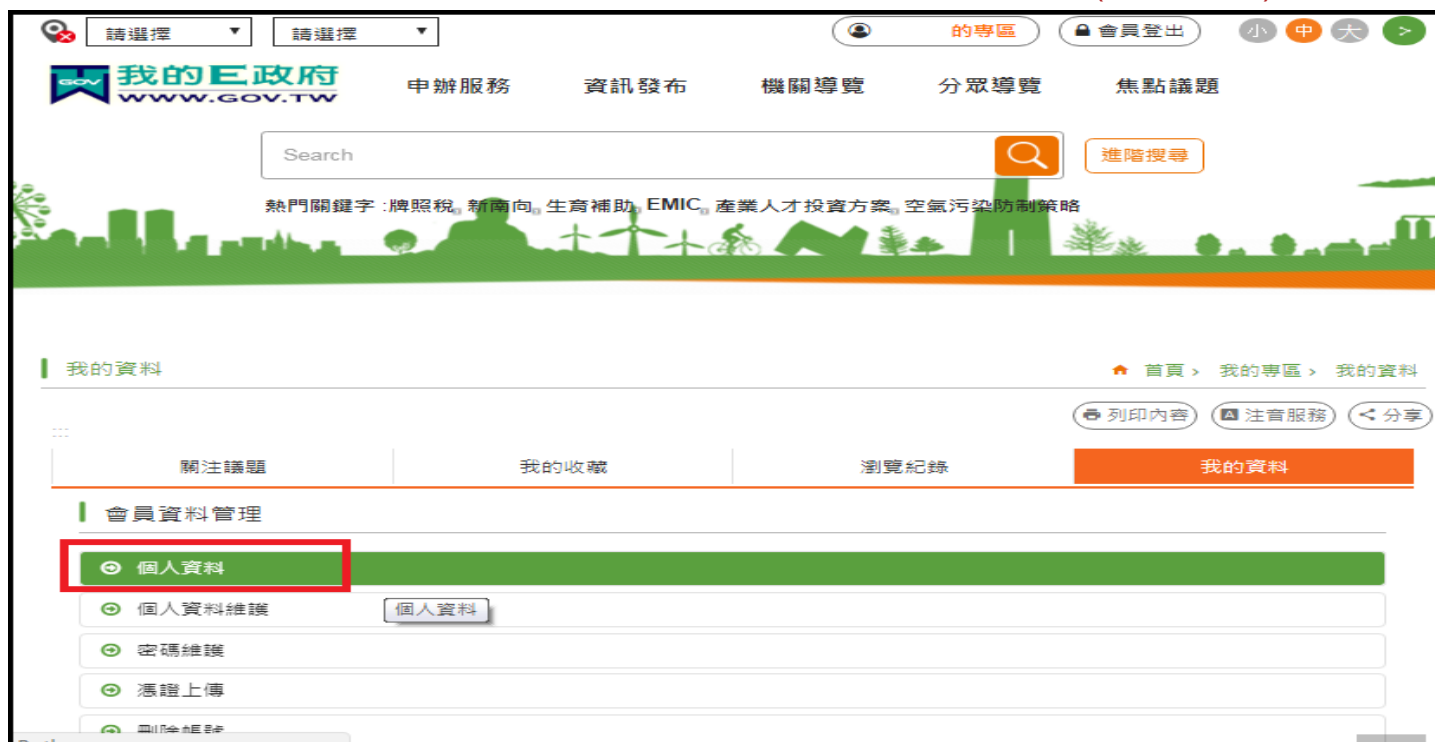 請選擇 請選擇 的專區 會員登出 小 中 大 >
GOV 我的E政府
WWW.GOV.TW
申辦服務 資訊發布 機關導覽 分眾導覽 焦點議題
Search 進階搜尋
熱門關鍵字 :牌照稅。新南向。生育補助。EMIC。產業人才投資方案。空氣污染防制策略
我的資料 首頁 > 我的專區 > 我的資料
列印內容 A 注音服務 分享
:::
關注議題 我的收藏 瀏覽紀錄 我的資料
會員資料管理
個人資料
個人資料維護 個人資料
密碼維護
憑證上傳
刪除帳號